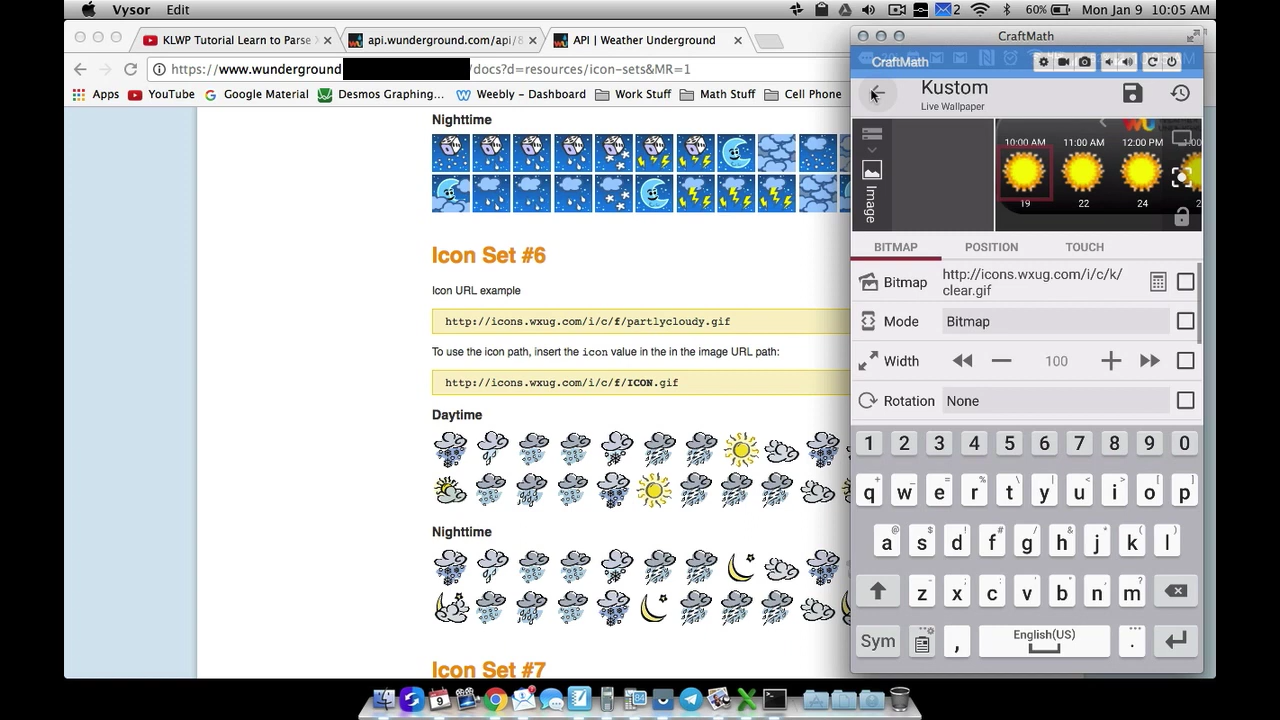 Vysor Edit
2 60% Mon Jan 9 10:05 AM
KLWP Tutorial Learn to Parse
api.wunderground.com/api/8
API | Weather Underground
https://www.wunderground
/docs?d=resources/icon-sets&MR=1
Apps YouTube Google Material Desmos Graphing... Weebly - Dashboard Work Stuff Math Stuff Cell Phone
Nighttime
Icon Set #6
Icon URL example
http://icons.wxug.com/i/c/f/partlycloudy.gif
To use the icon path, insert the icon value in the in the image URL path:
http://icons.wxug.com/i/c/f/ICON.gif
Daytime
Nighttime
Icon Set #7
CraftMath
CraftMath
Kustom
Live Wallpaper
Image
10:00 AM 11:00 AM 12:00 PM
19 22 24
BITMAP POSITION TOUCH
Bitmap http://icons.wxug.com/i/c/k/
clear.gif
Mode Bitmap
Width 100
Rotation None
1 2 3 4 5 6 7 8 9 0
q w e r t y u i o p
a s d f g h j k l
z x c v b n m
Sym , English(US) .